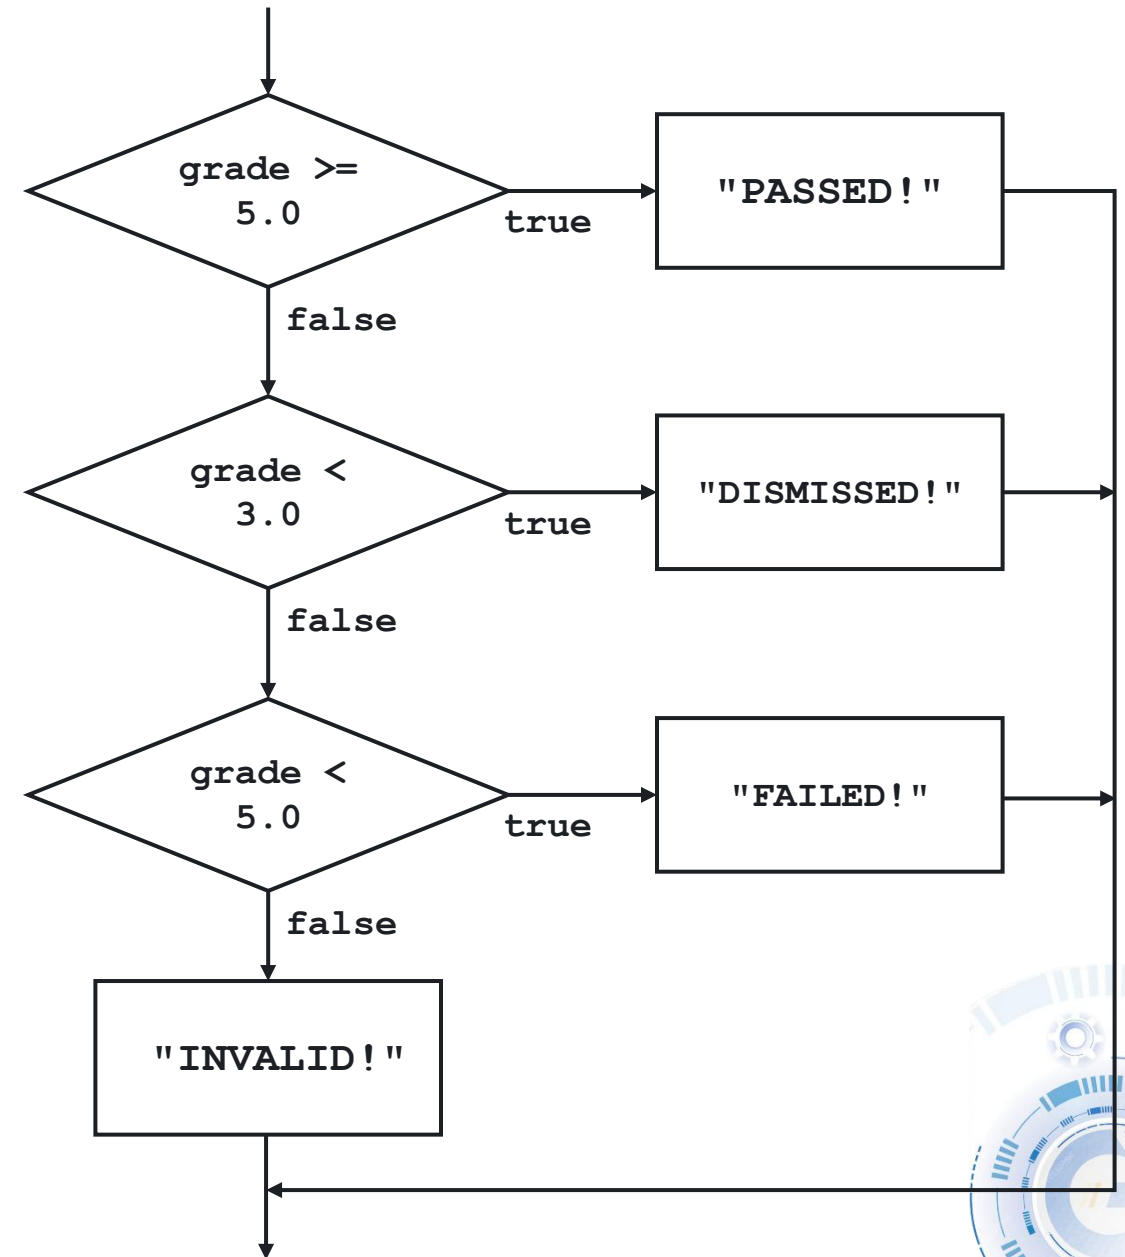 grade >=
5.0
true
"PASSED!"
false
grade <
3.0
true
"DISMISSED!"
false
grade <
5.0
true
"FAILED!"
false
"INVALID!"